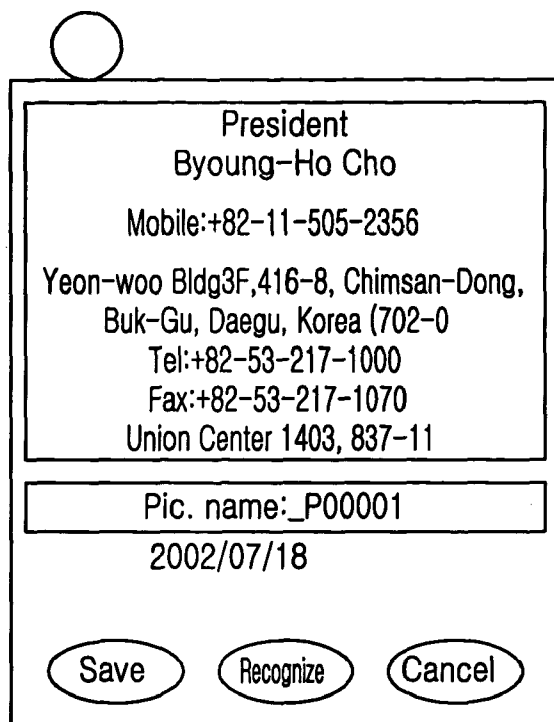 President
Byoung-Ho Cho
Mobile:+82-11-505-2356
Yeon-woo Bldg3F,416-8, Chimsan-Dong,
Buk-Gu, Daegu, Korea (702-0
Tel:+82-53-217-1000
Fax:+82-53-217-1070
Union Center 1403, 837-11
Pic. name:_P00001
2002/07/18
Save Recognize Cancel